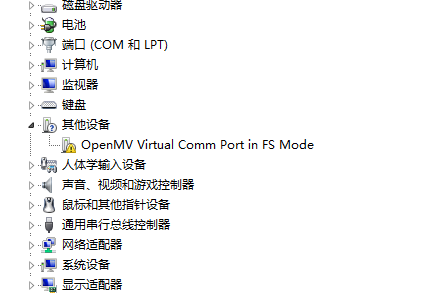 磁盘驱动器
电池
端口 (COM 和 LPT)
计算机
监视器
键盘
其他设备
OpenMV Virtual Comm Port in FS Mode
人体学输入设备
声音、视频和游戏控制器
鼠标和其他指针设备
通用串行总线控制器
网络适配器
系统设备
显示适配器